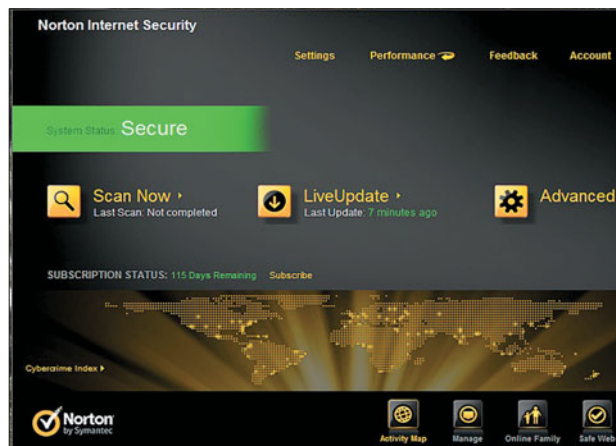 Norton Internet Security
Settings Performance Feedback Account
System Status: Secure
Scan Now
Last Scan: Not completed
LiveUpdate
Last Update: 7 minutes ago
Advanced
SUBSCRIPTION STATUS: 115 Days Remaining Subscribe
Cybercrime Index
Norton
by Symantec
Activity Map Manage Online Family Safe Web